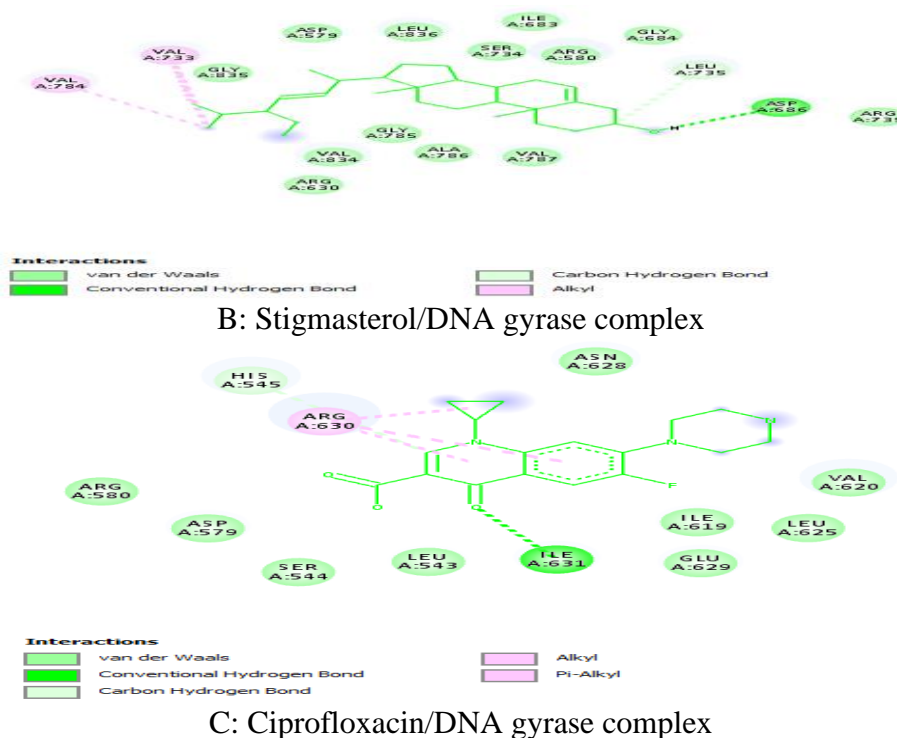 ASP
A:579
LEU
A:836
ILE
A:683
GLY
A:684
VAL
A:733
SER
A:734
ARG
A:580
LEU
A:735
VAL
A:784
GLY
A:835
ASP
A:686
ARG
A:739
H
O
GLY
A:785
ALA
A:786
VAL
A:787
VAL
A:834
ARG
A:630
Interactions
van der Waals
Conventional Hydrogen Bond
Carbon Hydrogen Bond
Alkyl
B: Stigmasterol/DNA gyrase complex
HIS
A:545
ASN
A:628
ARG
A:630
N
N
N
VAL
A:620
ARG
A:580
O
O
O
F
ASP
A:579
ILE
A:619
LEU
A:625
SER
A:544
LEU
A:543
ILE
A:631
GLU
A:629
Interactions
van der Waals
Conventional Hydrogen Bond
Carbon Hydrogen Bond
Alkyl
Pi-Alkyl
C: Ciprofloxacin/DNA gyrase complex